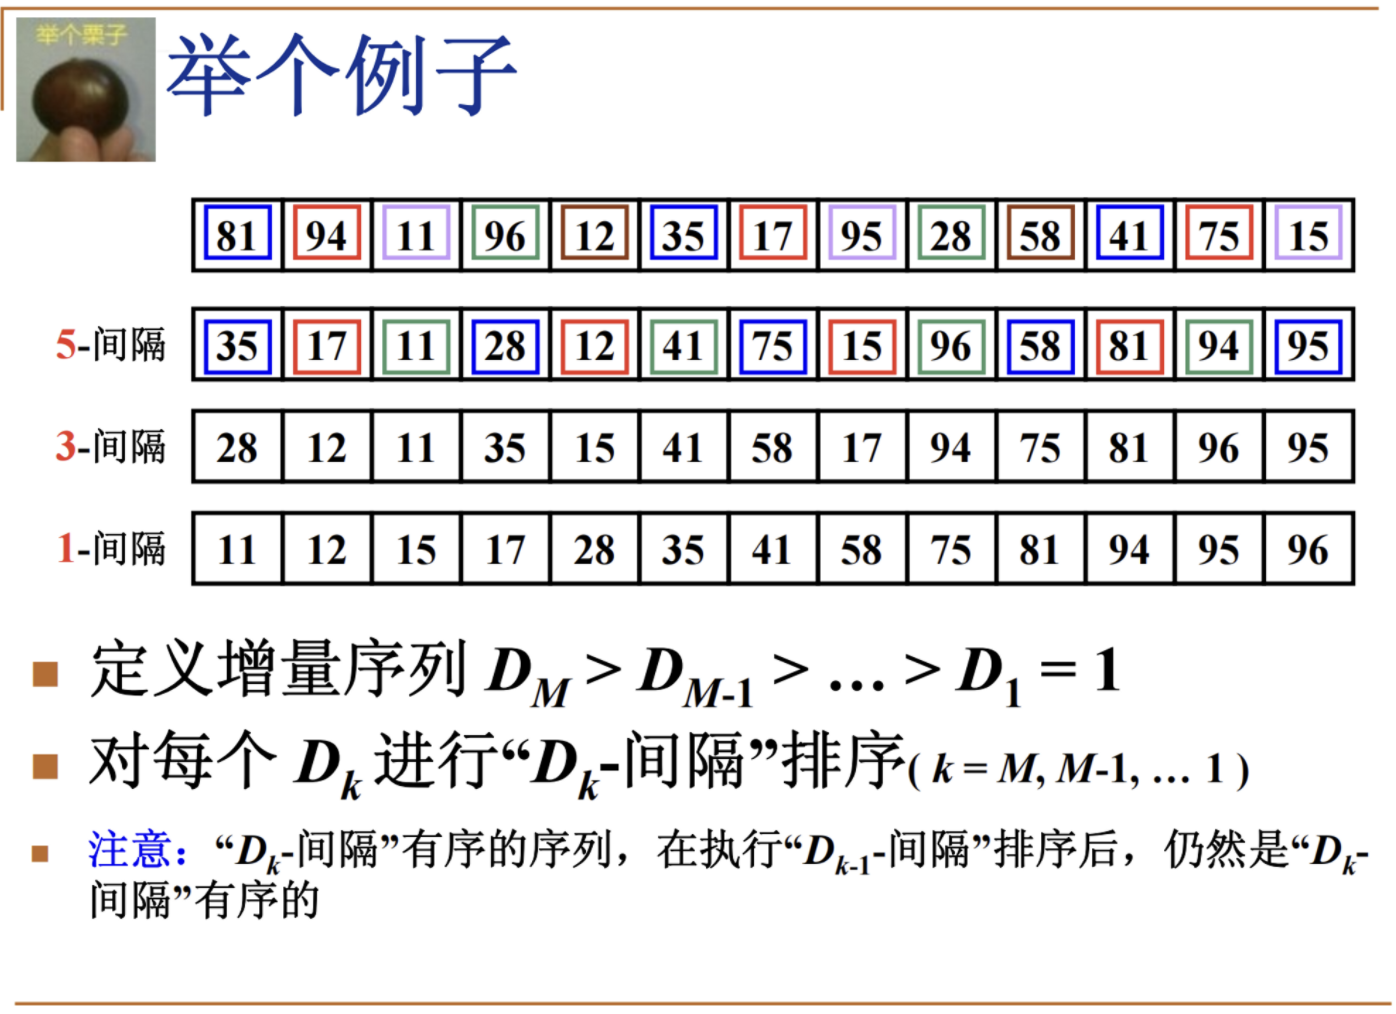 举个栗子
举个例子
81 94 11 96 12 35 17 95 28 58 41 75 15
5-间隔 35 17 11 28 12 41 75 15 96 58 81 94 95
3-间隔 28 12 11 35 15 41 58 17 94 75 81 96 95
1-间隔 11 12 15 17 28 35 41 58 75 81 94 95 96
定义增量序列 D_M > D_{M-1} > … > D_1 = 1
对每个 D_k 进行“D_k-间隔”排序( k = M, M-1, … 1 )
注意：“D_k-间隔”有序的序列，在执行“D_{k-1}-间隔”排序后，仍然是“D_k-
间隔”有序的